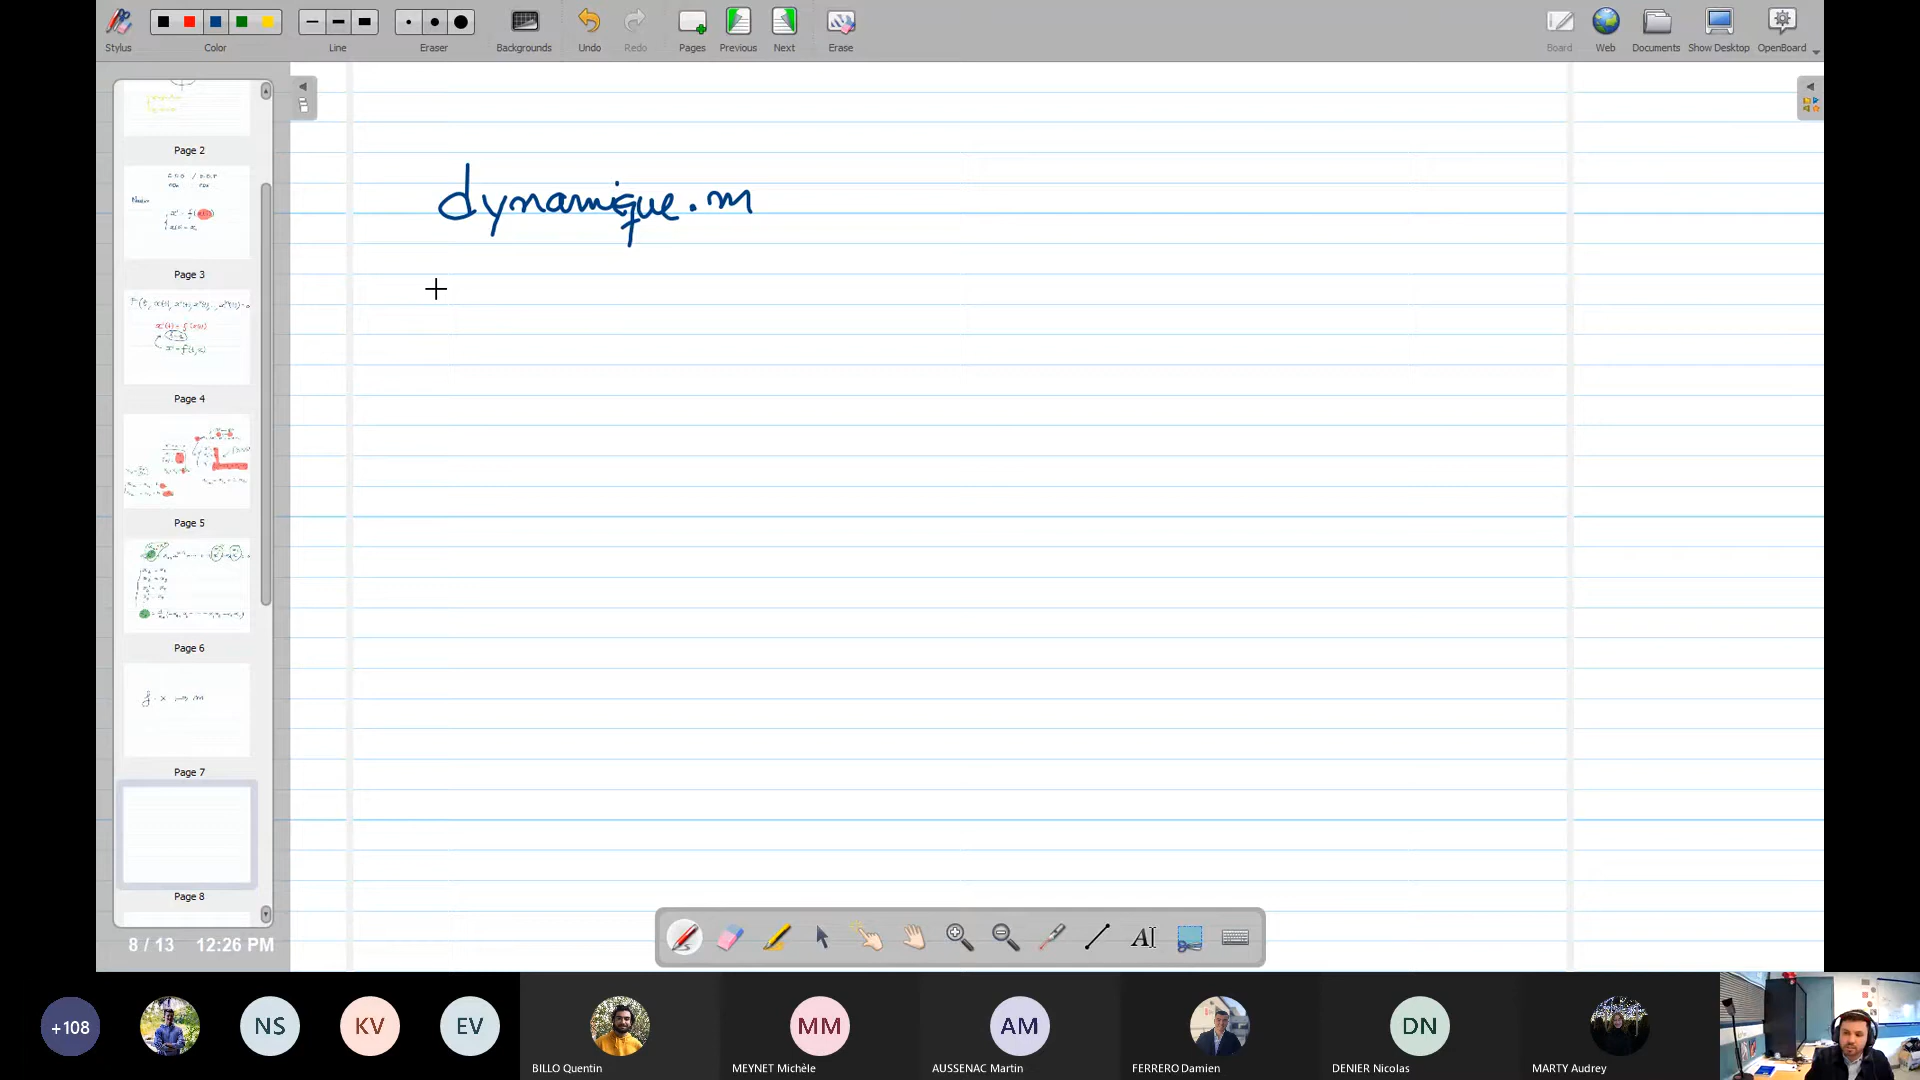 Stylus
Color
Line
Eraser
Backgrounds
Undo
Redo
Pages
Previous
Next
Erase
Board
Web
Documents
Show Desktop
OpenBoard
Page 2
Page 3
Page 4
Page 5
Page 6
Page 7
Page 8
8 / 13 12:26 PM
dynamique.m
+108
NS
KV
EV
BILLO Quentin
MM
MEYNET Michèle
AM
AUSSENAC Martin
FERRERO Damien
DN
DENIER Nicolas
MARTY Audrey